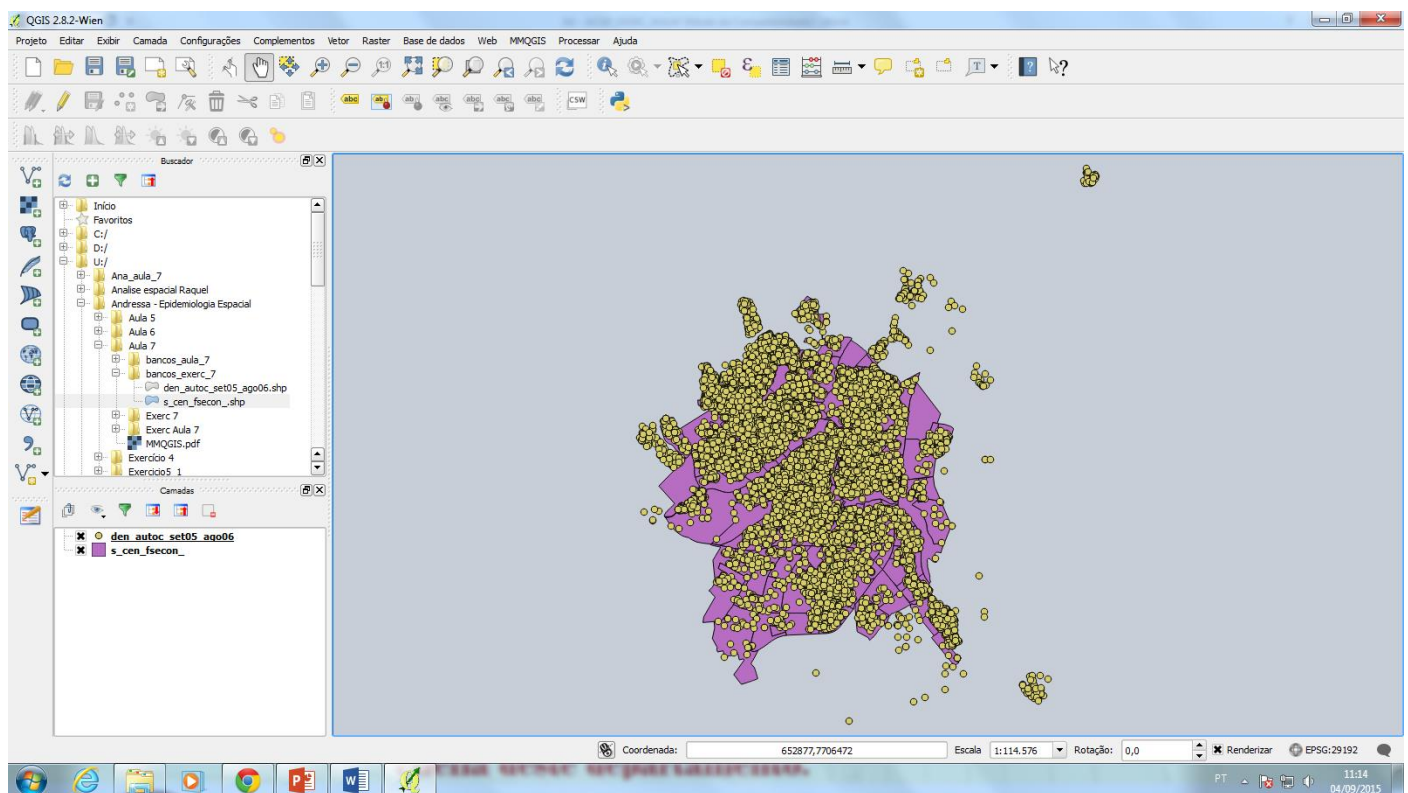 QGIS 2.8.2-Wien
Projeto Editar Exibir Camada Configurações Complementos Vetor Raster Base de dados Web MMQGIS Processar Ajuda
Buscador
Início
Favoritos
C:/
D:/
U:/
Ana_aula_7
Analise espacial Raquel
Andressa - Epidemiologia Espacial
Aula 5
Aula 6
Aula 7
bancos_aula_7
bancos_exerc_7
den_autoc_set05_ago06.shp
s_cen_fsecon_.shp
Exerc 7
Exerc Aula 7
MMQGIS.pdf
Exercício 4
Exercicio5_1
Camadas
den_autoc_set05_ago06
s_cen_fsecon_
Coordenada: 652877,7706472 Escala 1:114.576 Rotação: 0,0 Renderizar EPSG:29192
PT 11:14
04/09/2015